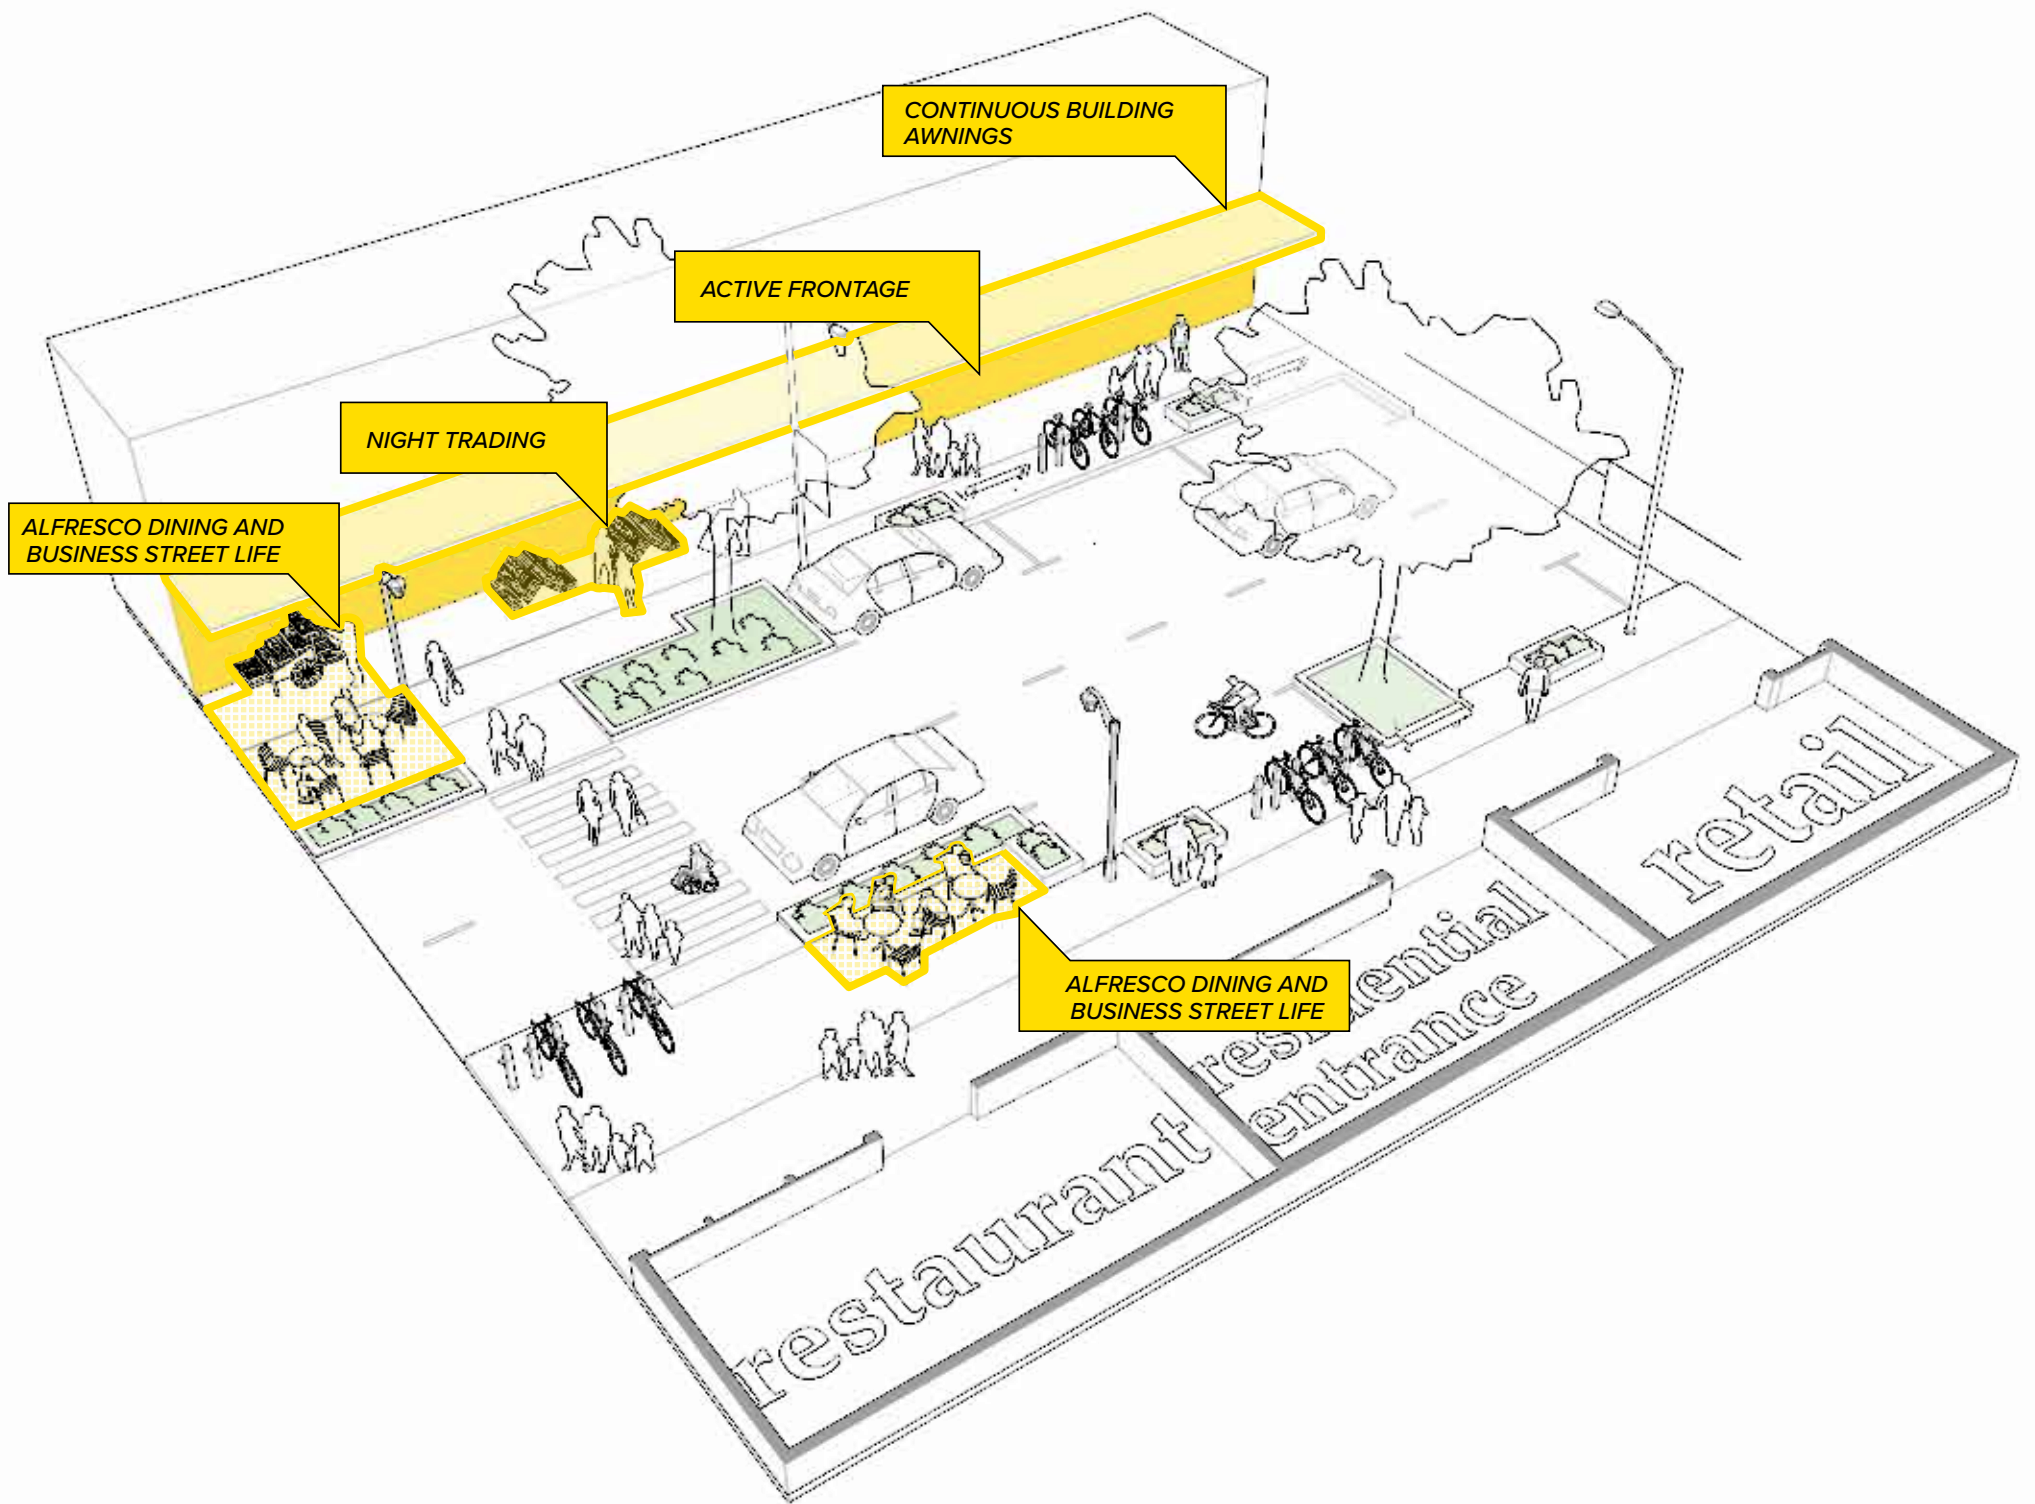 CONTINUOUS BUILDING
AWNINGS
ACTIVE FRONTAGE
NIGHT TRADING
ALFRESCO DINING AND
BUSINESS STREET LIFE
ALFRESCO DINING AND
BUSINESS STREET LIFE
retail
residential
entrance
restaurant